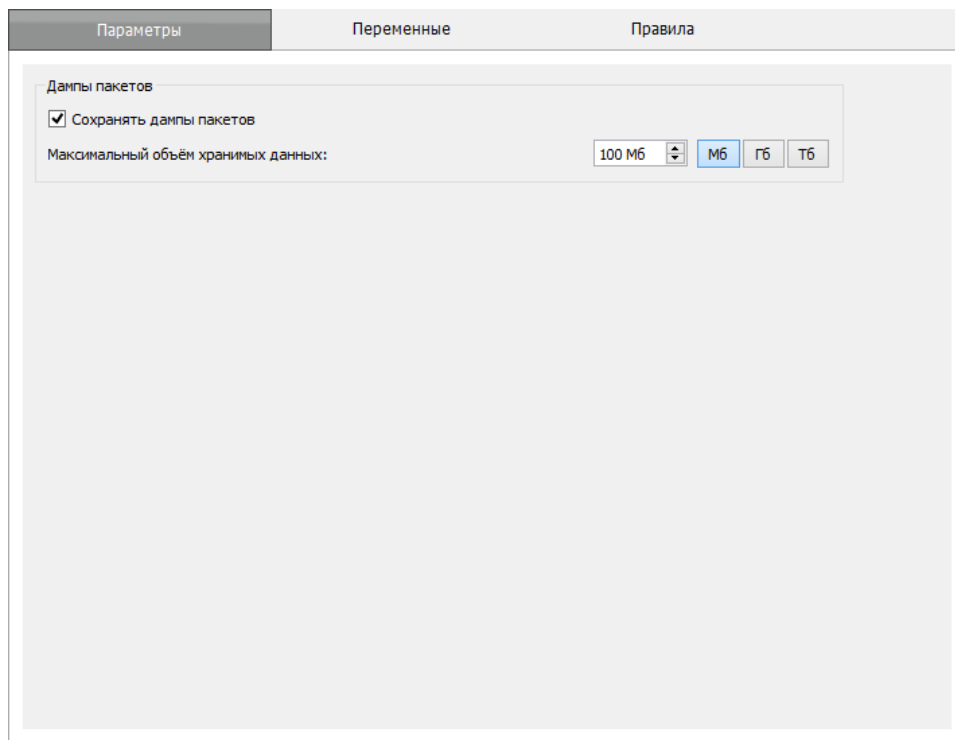 Параметры Переменные Правила
Дампы пакетов
Сохранять дампы пакетов
Максимальный объём хранимых данных: 100 Мб Мб Гб Тб